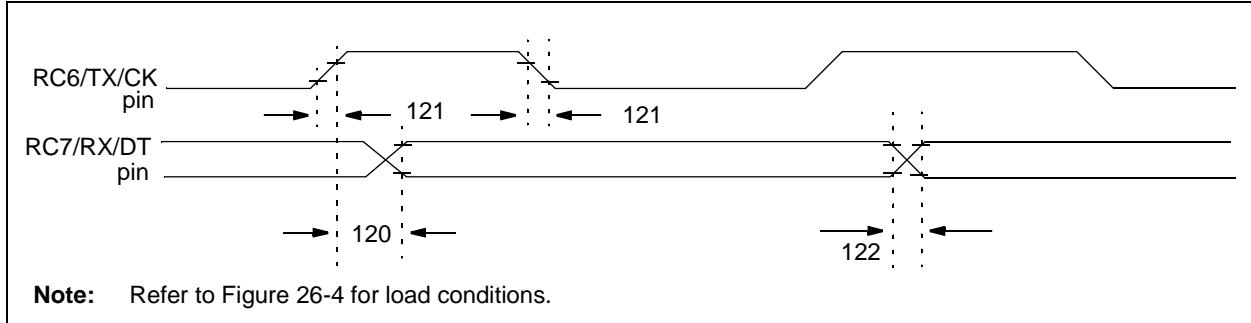 RC6/TX/CK
pin
121
121
RC7/RX/DT
pin
120
122
Note: Refer to Figure 26-4 for load conditions.